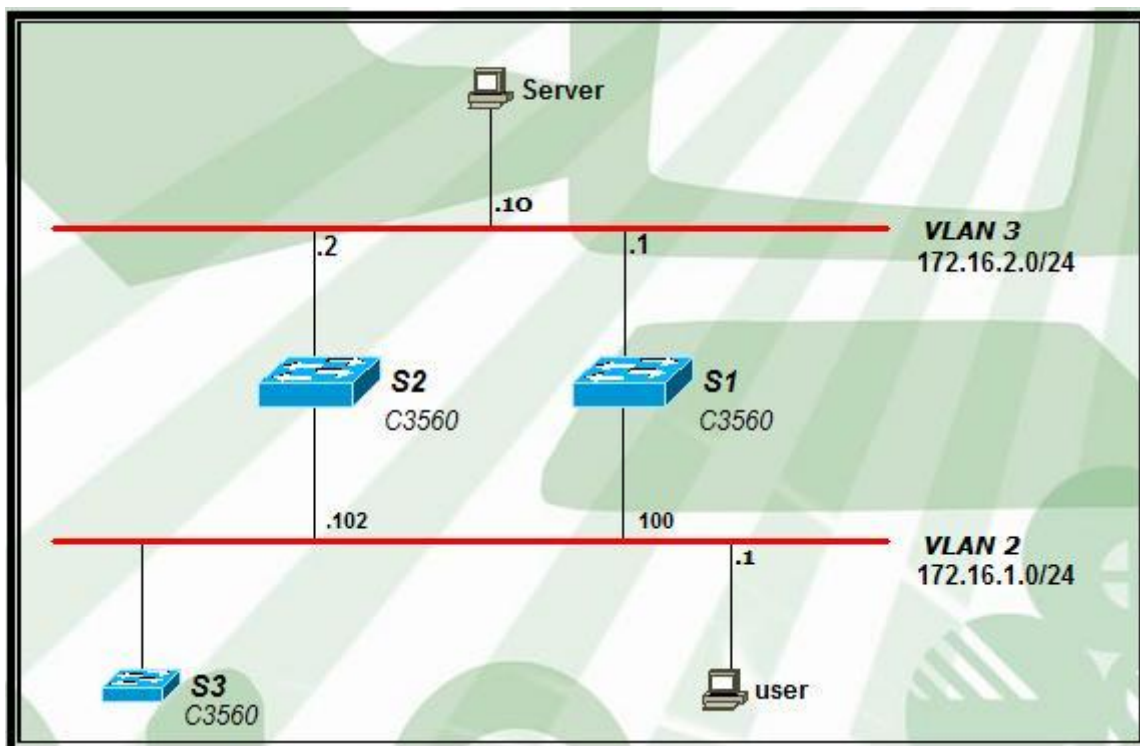 Server
.10
.2
.1
VLAN 3
172.16.2.0/24
S2
C3560
S1
C3560
.102
100
VLAN 2
172.16.1.0/24
.1
S3
C3560
user